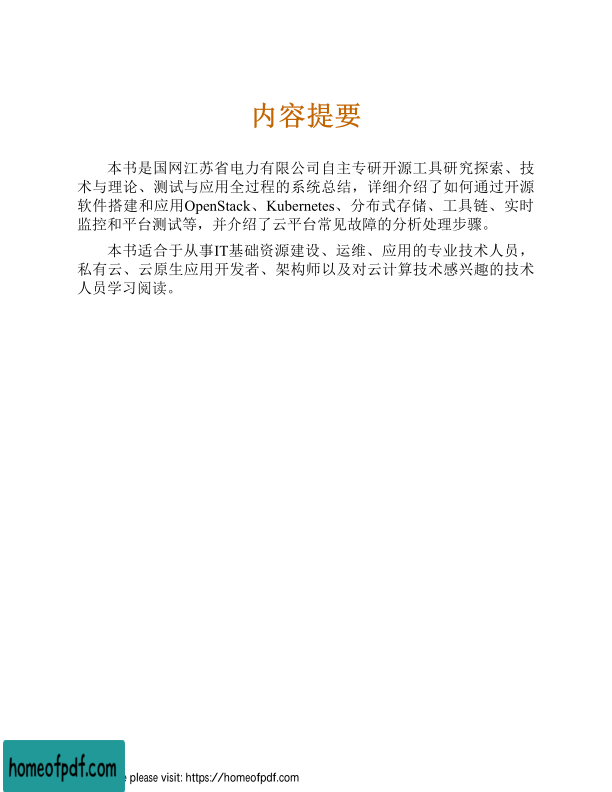 内容提要
本书是国网江苏省电力有限公司自主专研开源工具研究探索、技
术与理论、测试与应用全过程的系统总结，详细介绍了如何通过开源
软件搭建和应用OpenStack、Kubernetes、分布式存储、工具链、实时
监控和平台测试等，并介绍了云平台常见故障的分析处理步骤。
本书适合于从事IT基础资源建设、运维、应用的专业技术人员，
私有云、云原生应用开发者、架构师以及对云计算技术感兴趣的技术
人员学习阅读。
homeofpdf.com
please visit: https://homeofpdf.com